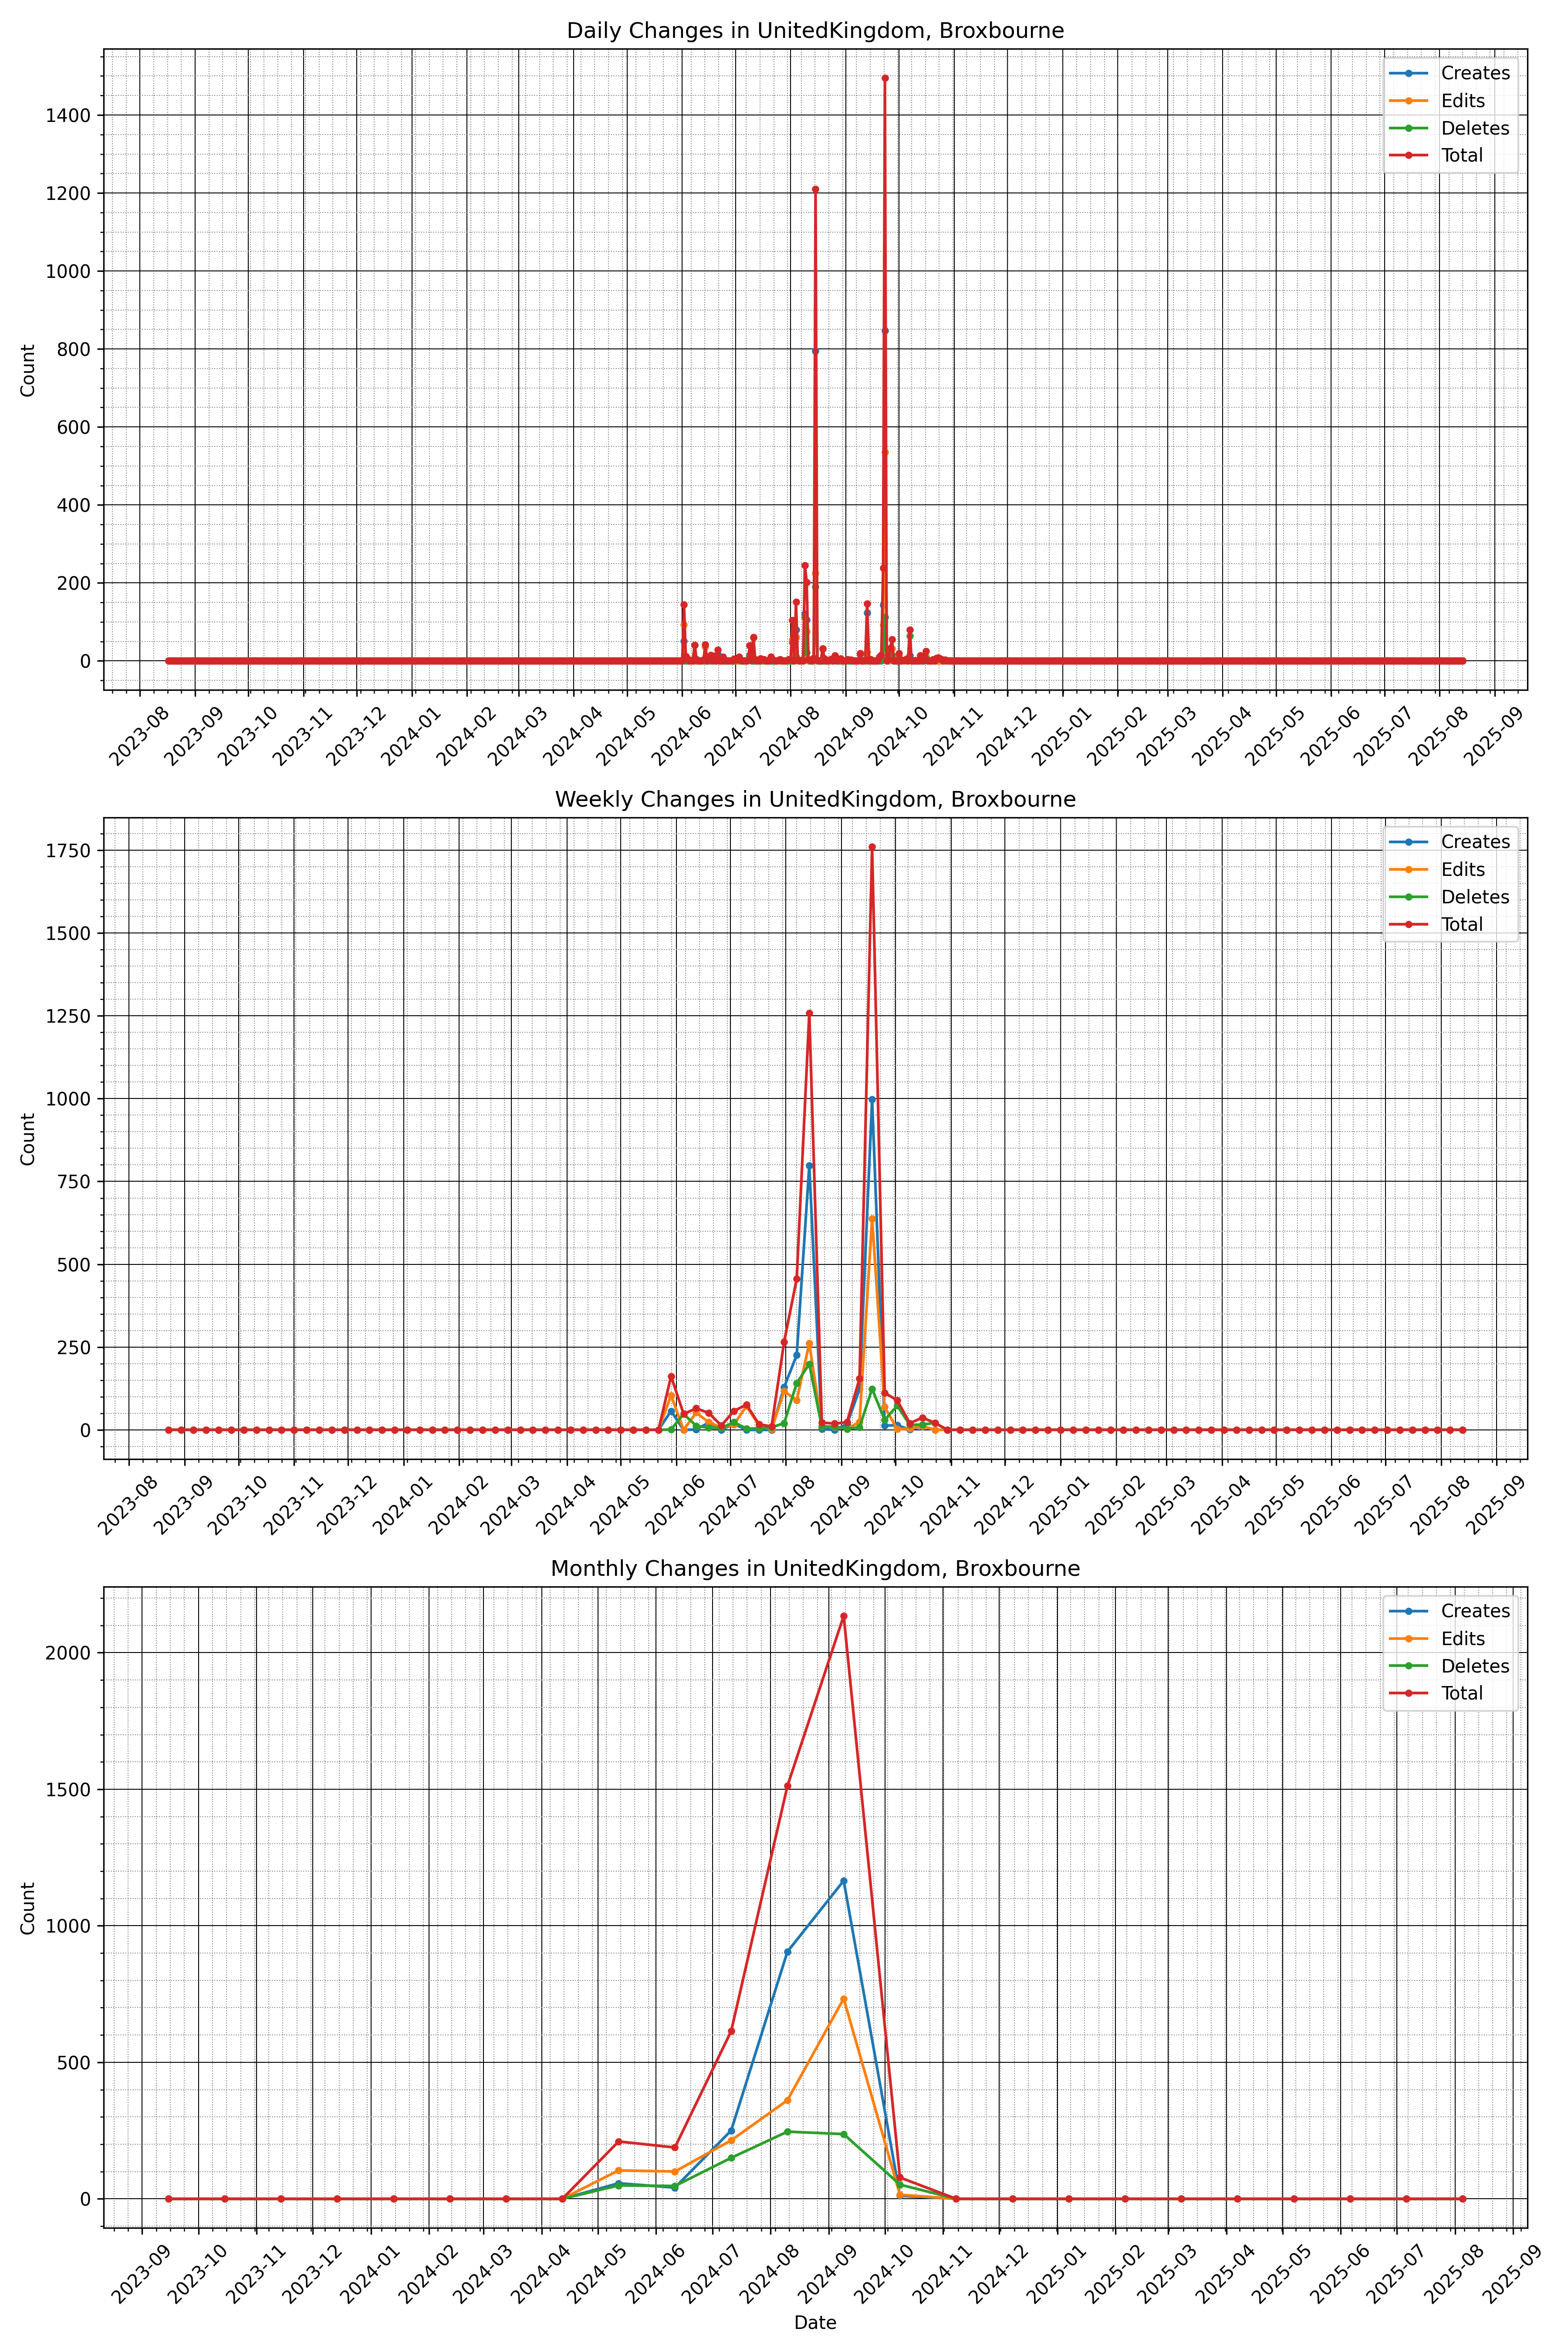 Daily Changes in UnitedKingdom, Broxbourne
Creates
Edits
Deletes
Total
Count
1400
1200
1000
800
600
400
200
0
2023-08 2023-09 2023-10 2023-11 2023-12 2024-01 2024-02 2024-03 2024-04 2024-05 2024-06 2024-07 2024-08 2024-09 2024-10 2024-11 2024-12 2025-01 2025-02 2025-03 2025-04 2025-05 2025-06 2025-07 2025-08 2025-09
Weekly Changes in UnitedKingdom, Broxbourne
Creates
Edits
Deletes
Total
Count
1750
1500
1250
1000
750
500
250
0
2023-08 2023-09 2023-10 2023-11 2023-12 2024-01 2024-02 2024-03 2024-04 2024-05 2024-06 2024-07 2024-08 2024-09 2024-10 2024-11 2024-12 2025-01 2025-02 2025-03 2025-04 2025-05 2025-06 2025-07 2025-08 2025-09
Monthly Changes in UnitedKingdom, Broxbourne
Creates
Edits
Deletes
Total
Count
2000
1500
1000
500
0
2023-09 2023-10 2023-11 2023-12 2024-01 2024-02 2024-03 2024-04 2024-05 2024-06 2024-07 2024-08 2024-09 2024-10 2024-11 2024-12 2025-01 2025-02 2025-03 2025-04 2025-05 2025-06 2025-07 2025-08 2025-09
Date